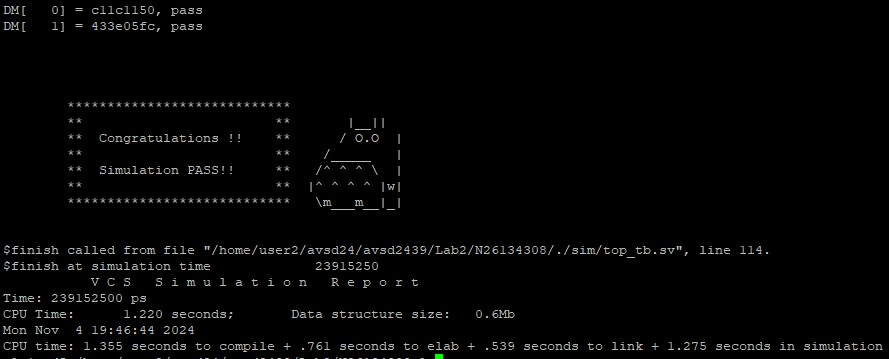 DM[   0] = c11c1150, pass
DM[   1] = 433e05fc, pass
****************************
**                        **        |__||
**  Congratulations !!    **       / O.O  |
**                        **     /_____   |
**  Simulation PASS!!     **    /^ ^ ^ \  |
**                        **   |^ ^ ^ ^ |w|
****************************    \m___m__|_|
$finish called from file "/home/user2/avsd24/avsd2439/Lab2/N26134308/./sim/top_tb.sv", line 114.
$finish at simulation time             23915250
V C S   S i m u l a t i o n   R e p o r t
Time: 239152500 ps
CPU Time:      1.220 seconds;       Data structure size:   0.6Mb
Mon Nov  4 19:46:44 2024
CPU time: 1.355 seconds to compile + .761 seconds to elab + .539 seconds to link + 1.275 seconds in simulation